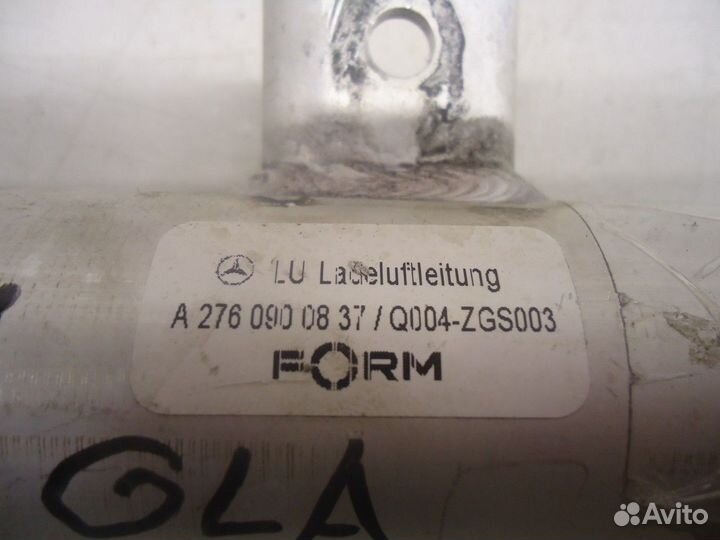 LU Ladeluftleitung
A 276 090 08 37 / Q004-ZGS003
FORM
GLA
Avito